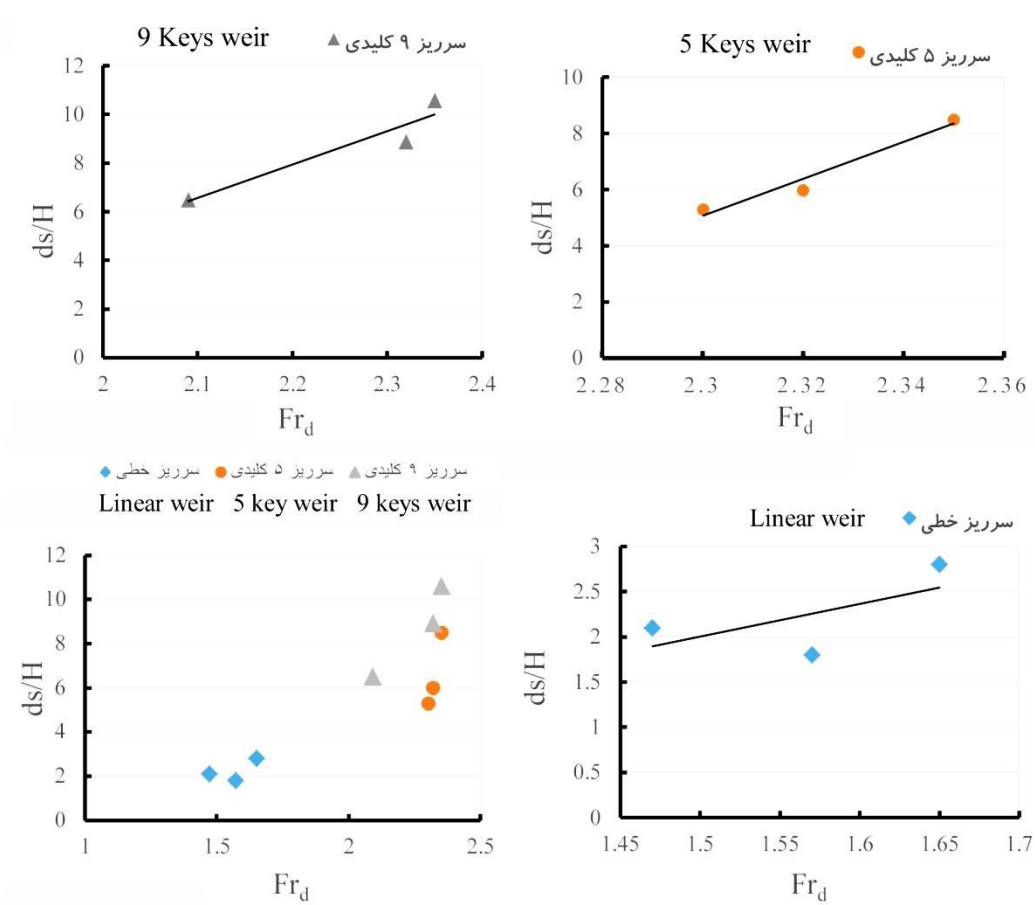 9 Keys weir
سرریز ۹ کلیدی
12
10
8
6
4
2
0
ds/H
2 2.1 2.2 2.3 2.4
Frd
5 Keys weir
سرریز ۵ کلیدی
10
8
6
4
2
0
ds/H
2.28 2.3 2.32 2.34 2.36
Frd
سرریز خطی سرریز ۵ کلیدی سرریز ۹ کلیدی
Linear weir 5 key weir 9 keys weir
12
10
8
6
4
2
0
ds/H
1 1.5 2 2.5
Frd
Linear weir
سرریز خطی
3
2.5
2
1.5
1
0.5
0
ds/H
1.45 1.5 1.55 1.6 1.65 1.7
Frd